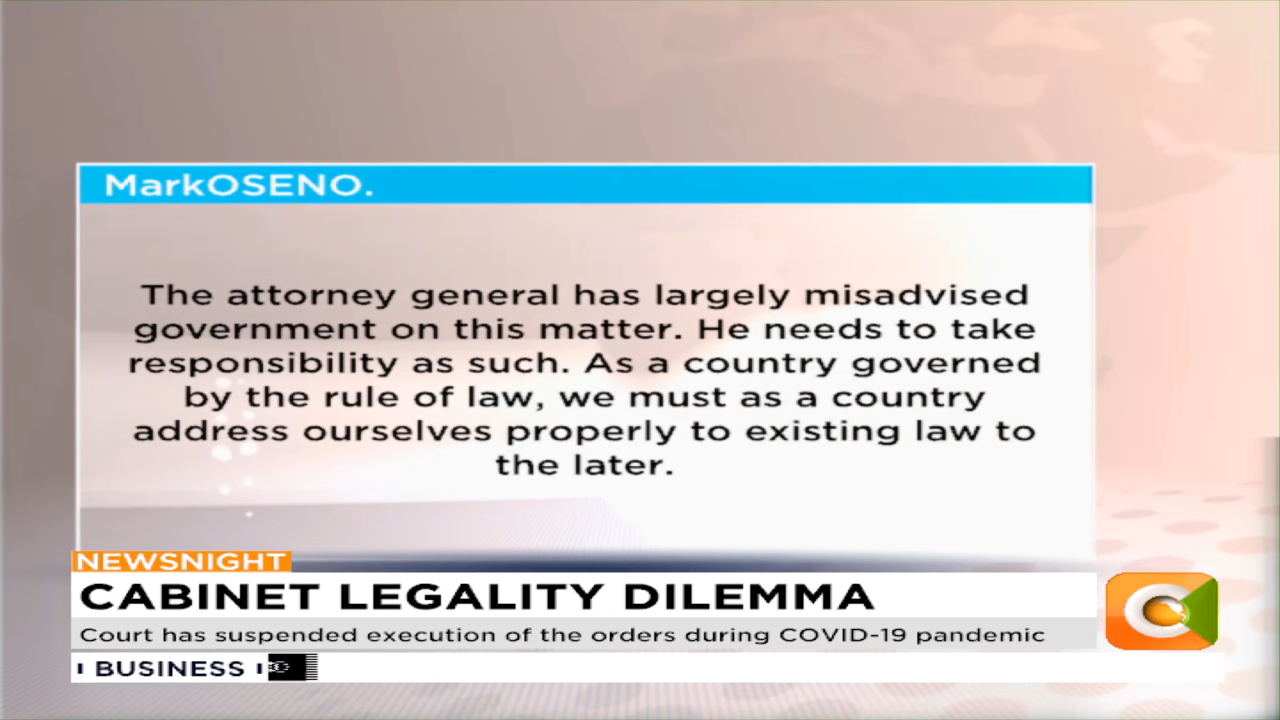 MarkOSENO.
The attorney general has largely misadvised
government on this matter. He needs to take
responsibility as such. As a country governed
by the rule of law, we must as a country
address ourselves properly to existing law to
the later.
NEWSNIGHT
CABINET LEGALITY DILEMMA
Court has suspended execution of the orders during COVID-19 pandemic
BUSINESS